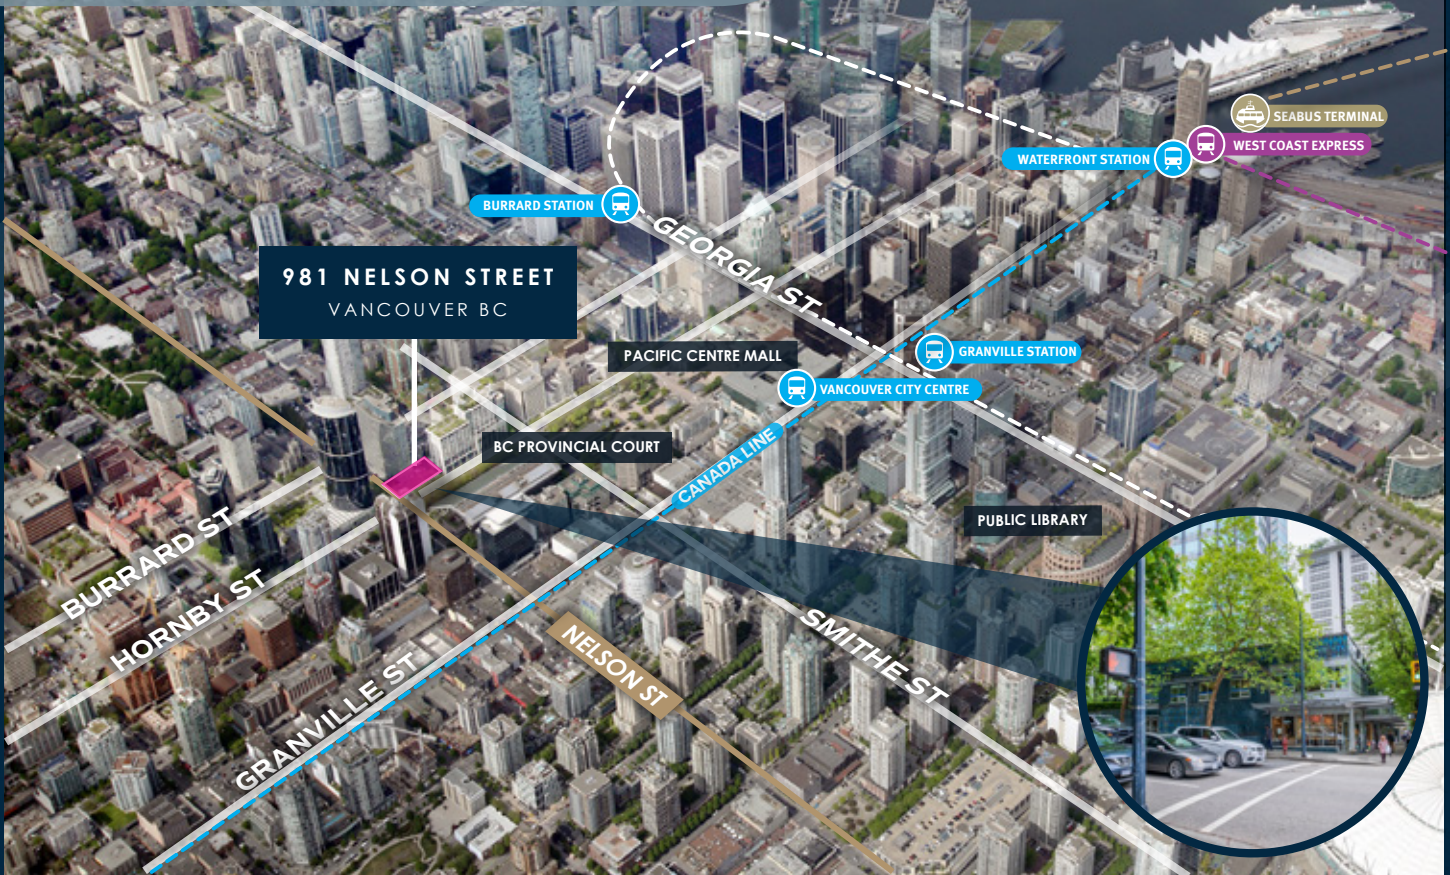 SEABUS TERMINAL
WEST COAST EXPRESS
WATERFRONT STATION
BURRARD STATION
GEORGIA ST
981 NELSON STREET
VANCOUVER BC
PACIFIC CENTRE MALL
GRANVILLE STATION
VANCOUVER CITY CENTRE
BC PROVINCIAL COURT
CANADA LINE
PUBLIC LIBRARY
BURRARD ST
HORNBY ST
GRANVILLE ST
NELSON ST
SMITHE ST